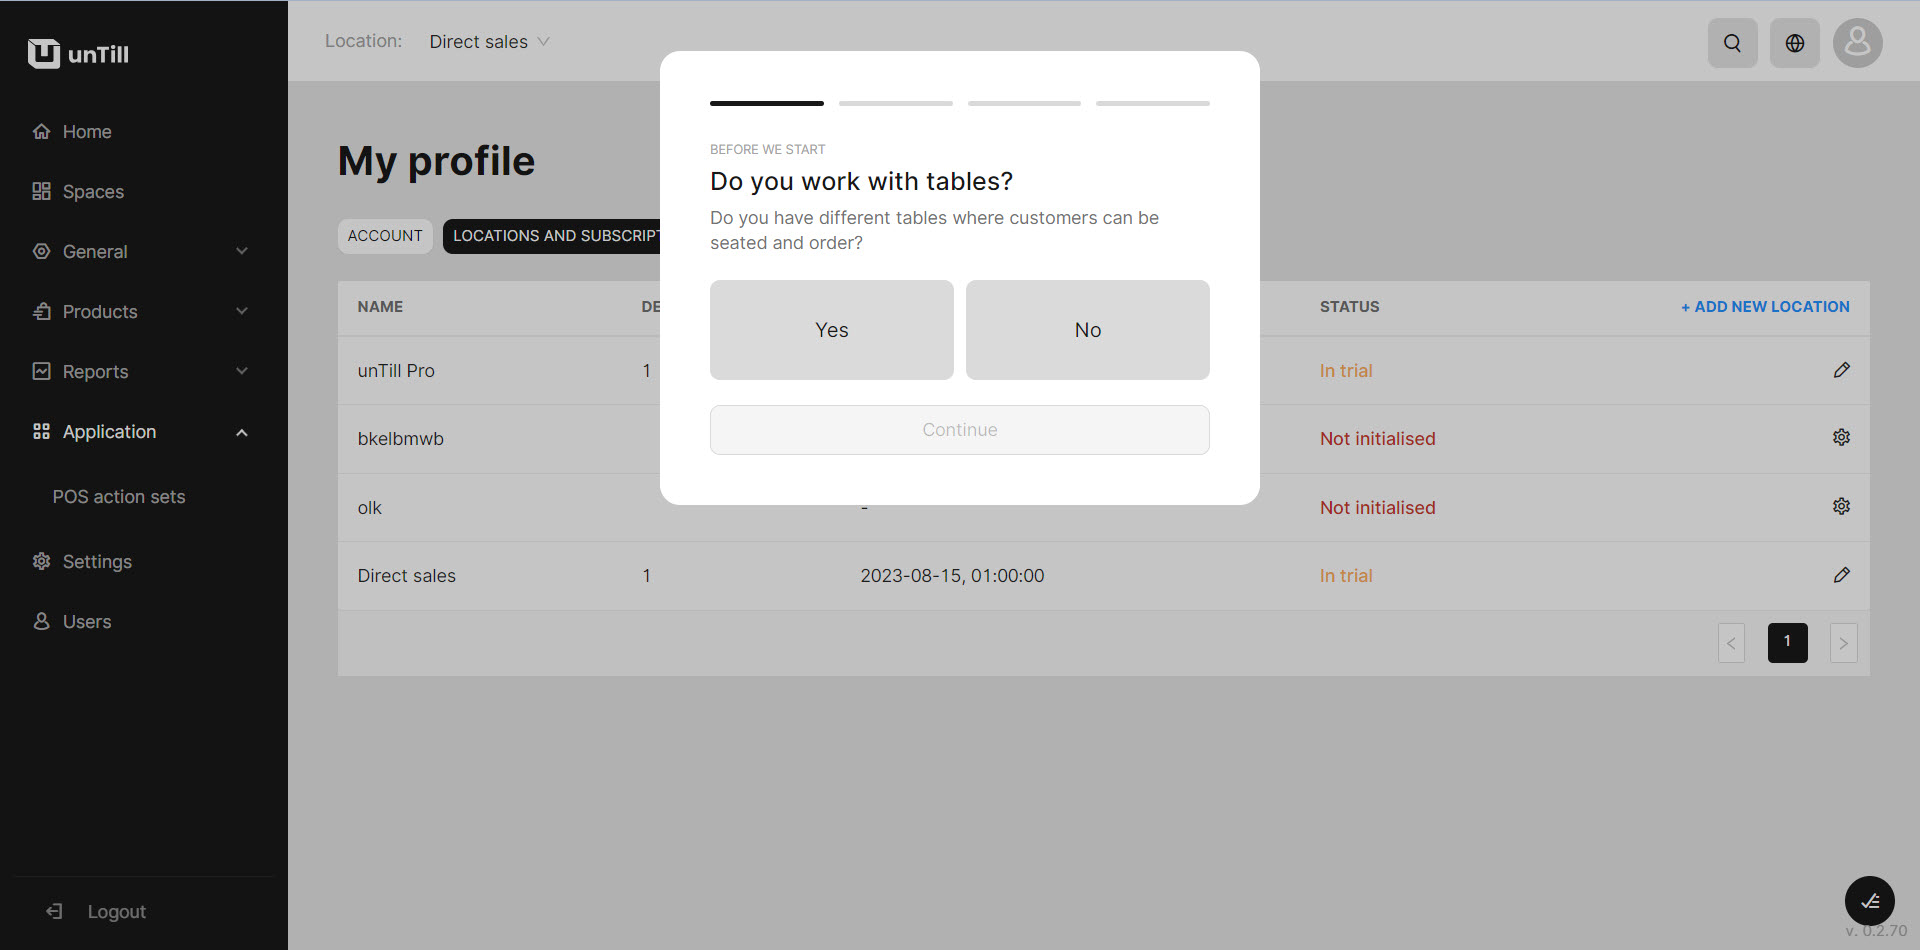 unTill
Home
Spaces
General
Products
Reports
Application
POS action sets
Settings
Users
Logout
Location: Direct sales
My profile
ACCOUNT
LOCATIONS AND SUBSCRIPT
NAME DE STATUS + ADD NEW LOCATION
unTill Pro 1 In trial
bkelbmwb Not initialised
olk - Not initialised
Direct sales 1 2023-08-15, 01:00:00 In trial
< 1 >
BEFORE WE START
Do you work with tables?
Do you have different tables where customers can be
seated and order?
Yes No
Continue
v. 0.2.70